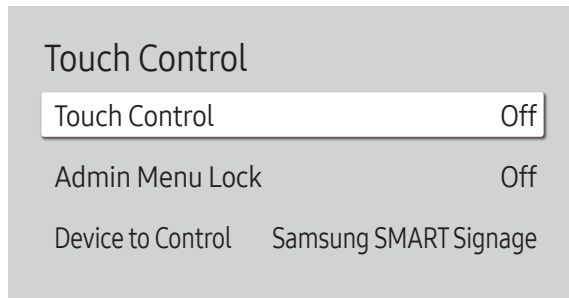 Touch Control
Touch Control Off
Admin Menu Lock Off
Device to Control Samsung SMART Signage